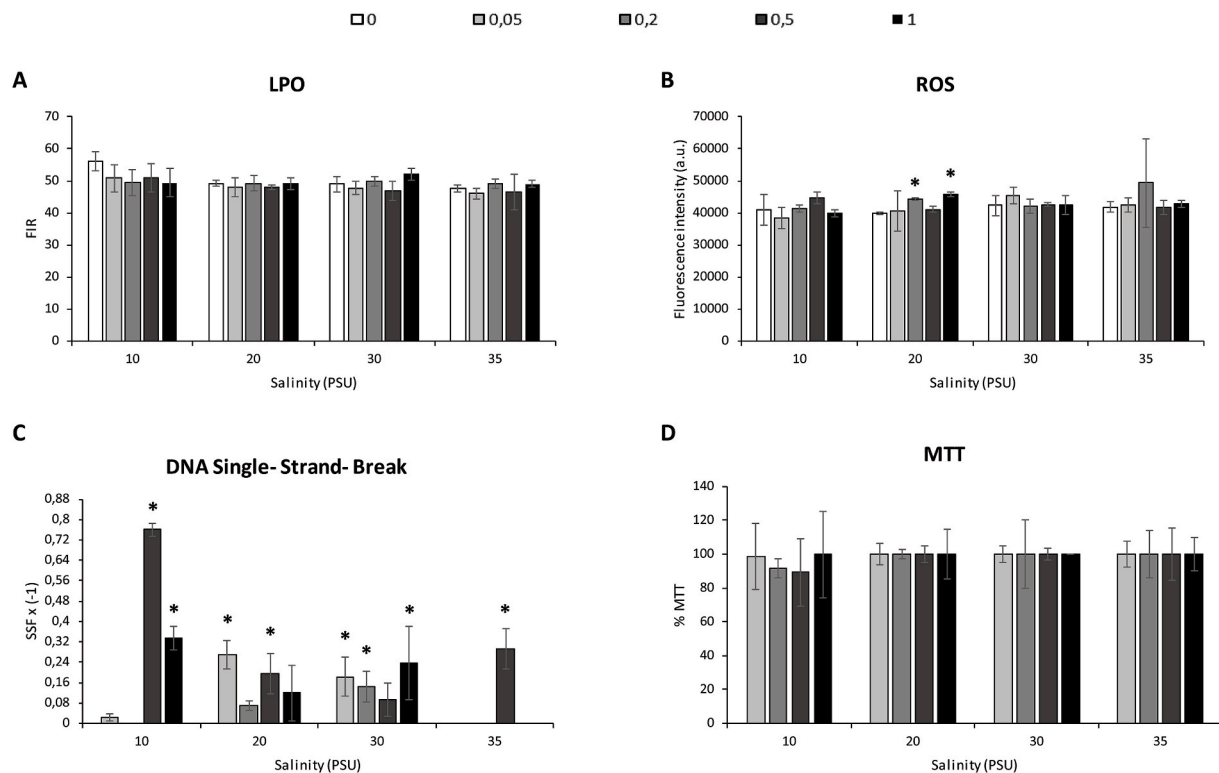 0 0,05 0,2 0,5 1
A
LPO
FIR
70
60
50
40
30
20
10
0
10 20 30 35
Salinity (PSU)
B
ROS
Fluorescence intensity (a.u.)
70000
60000
50000
40000
30000
20000
10000
0
* *
10 20 30 35
Salinity (PSU)
C
DNA Single- Strand- Break
SSF x (-1)
0,88
0,8
0,72
0,64
0,56
0,48
0,4
0,32
0,24
0,16
0,08
0
* * * * * * * *
10 20 30 35
Salinity (PSU)
D
MTT
% MTT
140
120
100
80
60
40
20
0
10 20 30 35
Salinity (PSU)